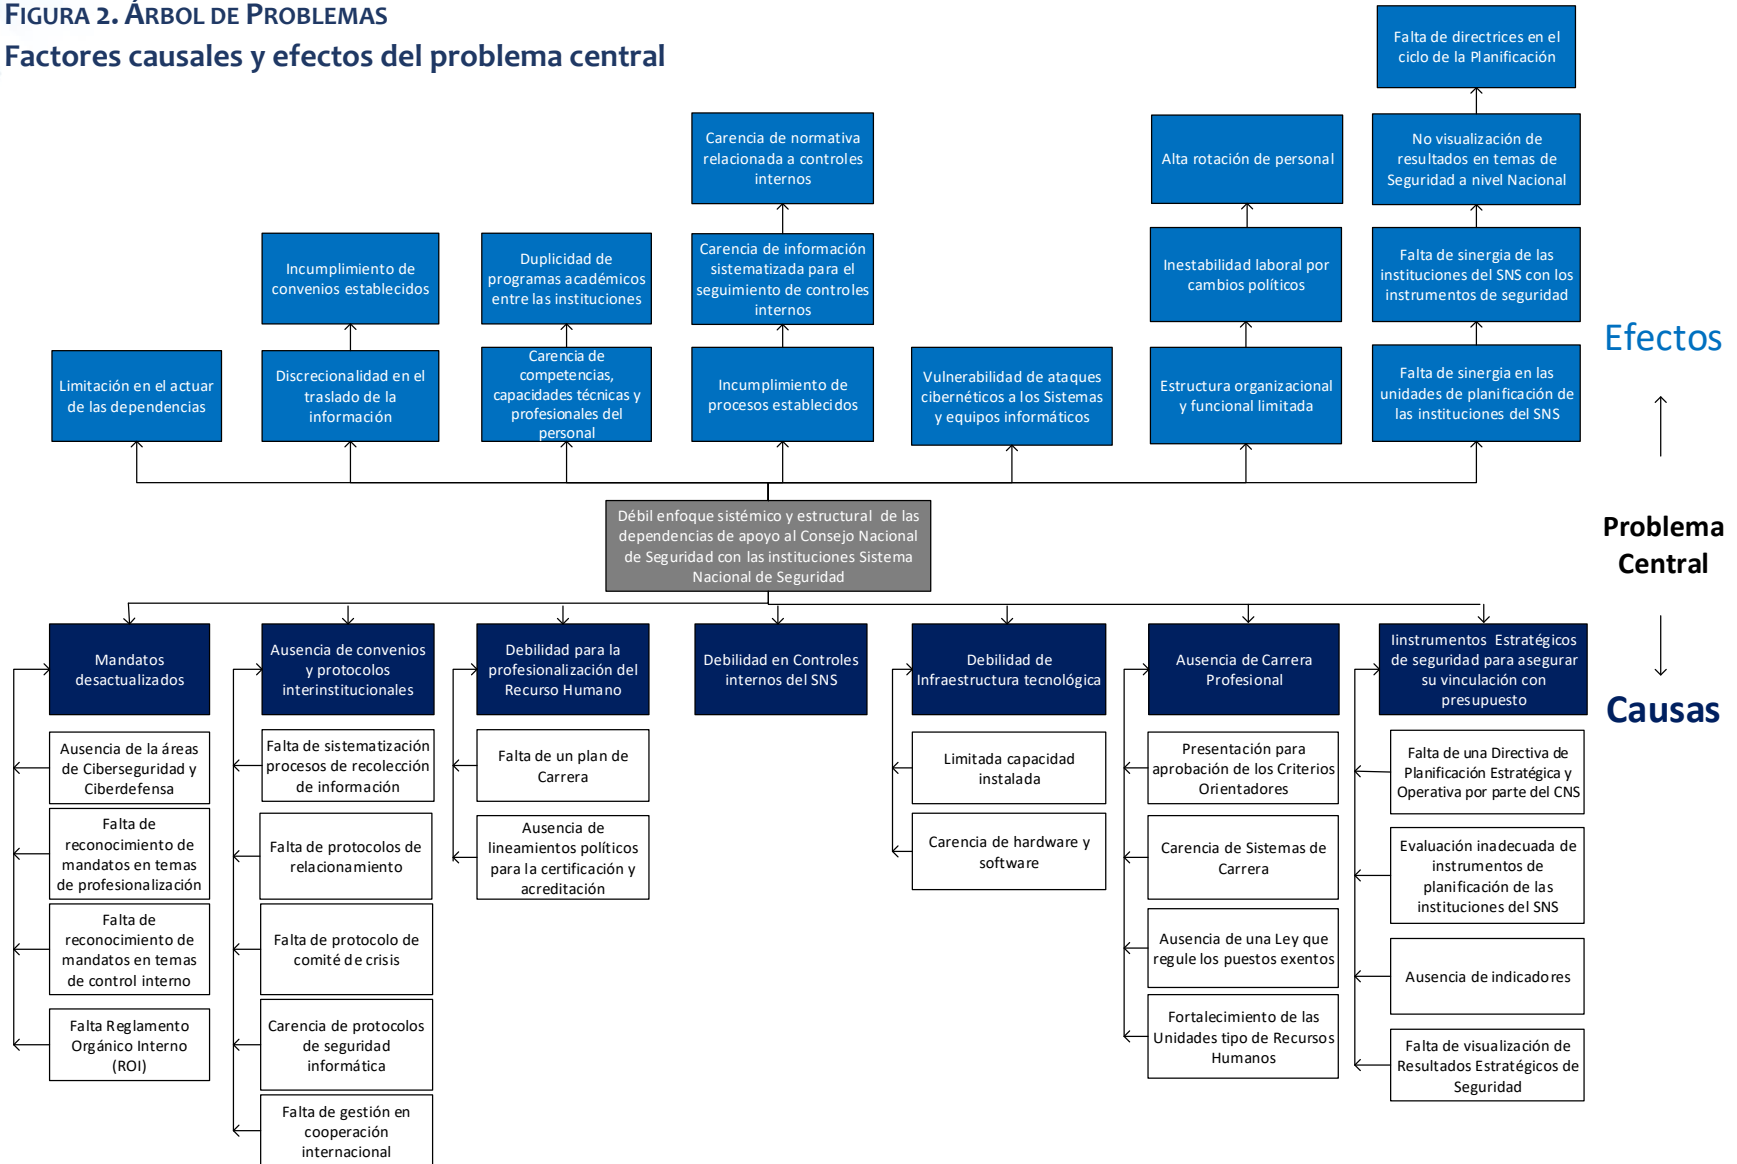 FIGURA 2. ÁRBOL DE PROBLEMAS
Factores causales y efectos del problema central
Falta de directrices en el
ciclo de la Planificación
Carencia de normativa
relacionada a controles
internos
Alta rotación de personal
No visualización de
resultados en temas de
Seguridad a nivel Nacional
Incumplimiento de
convenios establecidos
Duplicidad de
programas académicos
entre las instituciones
Carencia de información
sistematizada para el
seguimiento de controles
internos
Inestabilidad laboral por
cambios políticos
Falta de sinergia de las
instituciones del SNS con los
instrumentos de seguridad
Limitación en el actuar
de las dependencias
Discrecionalidad en el
traslado de la
información
Carencia de
competencias,
capacidades técnicas y
profesionales del
personal
Incumplimiento de
procesos establecidos
Vulnerabilidad de ataques
cibernéticos a los Sistemas
y equipos informáticos
Estructura organizacional
y funcional limitada
Falta de sinergia en las
unidades de planificación de
las instituciones del SNS
Efectos
Débil enfoque sistémico y estructural de las
dependencias de apoyo al Consejo Nacional
de Seguridad con las instituciones Sistema
Nacional de Seguridad
Problema
Central
Causas
Mandatos
desactualizados
Ausencia de convenios
y protocolos
interinstitucionales
Debilidad para la
profesionalización del
Recurso Humano
Debilidad en Controles
internos del SNS
Debilidad de
Infraestructura tecnológica
Ausencia de Carrera
Profesional
Iinstrumentos Estratégicos
de seguridad para asegurar
su vinculación con
presupuesto
Ausencia de la áreas
de Ciberseguridad y
Ciberdefensa
Falta de
reconocimiento de
mandatos en temas
de profesionalización
Falta de
reconocimiento de
mandatos en temas
de control interno
Falta Reglamento
Orgánico Interno
(ROI)
Falta de sistematización
procesos de recolección
de información
Falta de protocolos de
relacionamiento
Falta de protocolo de
comité de crisis
Carencia de protocolos
de seguridad
informática
Falta de gestión en
cooperación
internacional
Falta de un plan de
Carrera
Ausencia de
lineamientos políticos
para la certificación y
acreditación
Limitada capacidad
instalada
Carencia de hardware y
software
Presentación para
aprobación de los Criterios
Orientadores
Carencia de Sistemas de
Carrera
Ausencia de una Ley que
regule los puestos exentos
Fortalecimiento de las
Unidades tipo de Recursos
Humanos
Falta de una Directiva de
Planificación Estratégica y
Operativa por parte del CNS
Evaluación inadecuada de
instrumentos de
planificación de las
instituciones del SNS
Ausencia de indicadores
Falta de visualización de
Resultados Estratégicos de
Seguridad